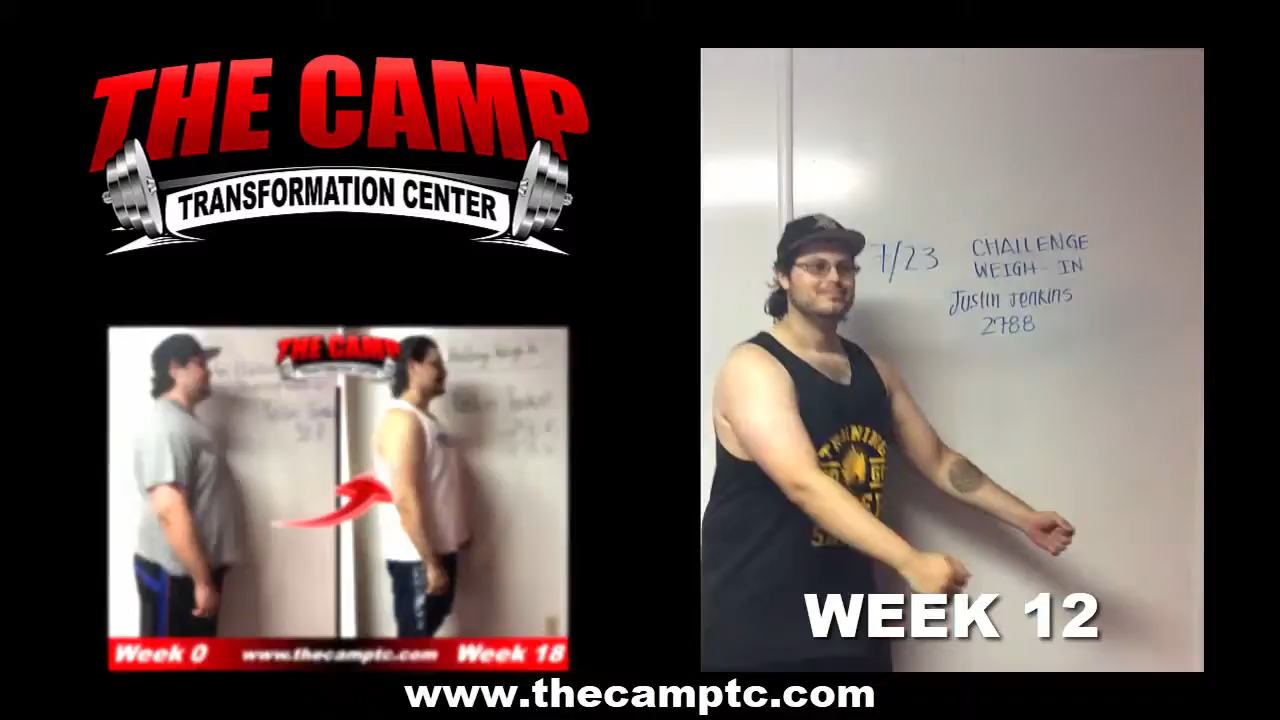 THE CAMP
TRANSFORMATION CENTER
7/23
CHALLENGE
WEIGH-IN
Justin Jenkins
2788
TRAINING
THE CAMP
Week 0
www.thecamptc.com
Week 18
WEEK 12
www.thecamptc.com